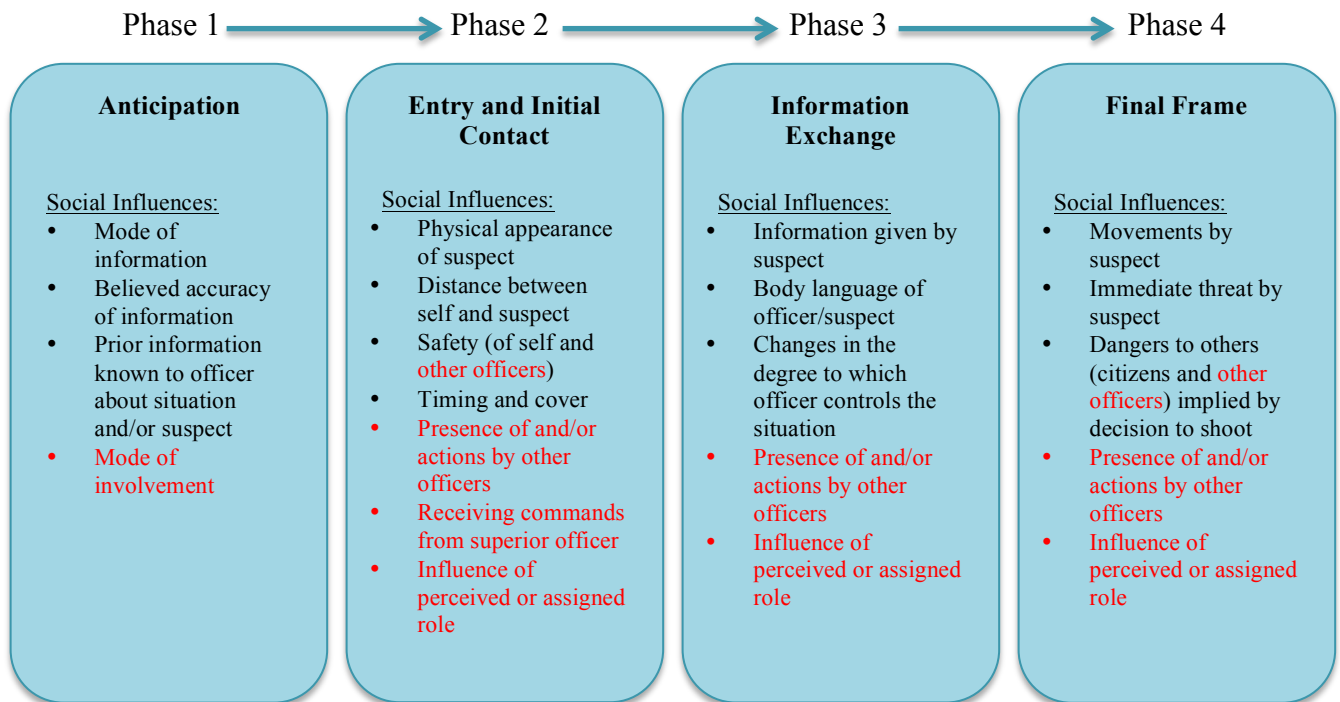 Phase 1
Phase 2
Phase 3
Phase 4
Anticipation
Social Influences:
• Mode of
information
• Believed accuracy
of information
• Prior information
known to officer
about situation
and/or suspect
• Mode of
involvement
Entry and Initial
Contact
Social Influences:
• Physical appearance
of suspect
• Distance between
self and suspect
• Safety (of self and
other officers)
• Timing and cover
• Presence of and/or
actions by other
officers
• Receiving commands
from superior officer
• Influence of
perceived or assigned
role
Information
Exchange
Social Influences:
• Information given by
suspect
• Body language of
officer/suspect
• Changes in the
degree to which
officer controls the
situation
• Presence of and/or
actions by other
officers
• Influence of
perceived or assigned
role
Final Frame
Social Influences:
• Movements by
suspect
• Immediate threat by
suspect
• Dangers to others
(citizens and other
officers) implied by
decision to shoot
• Presence of and/or
actions by other
officers
• Influence of
perceived or assigned
role